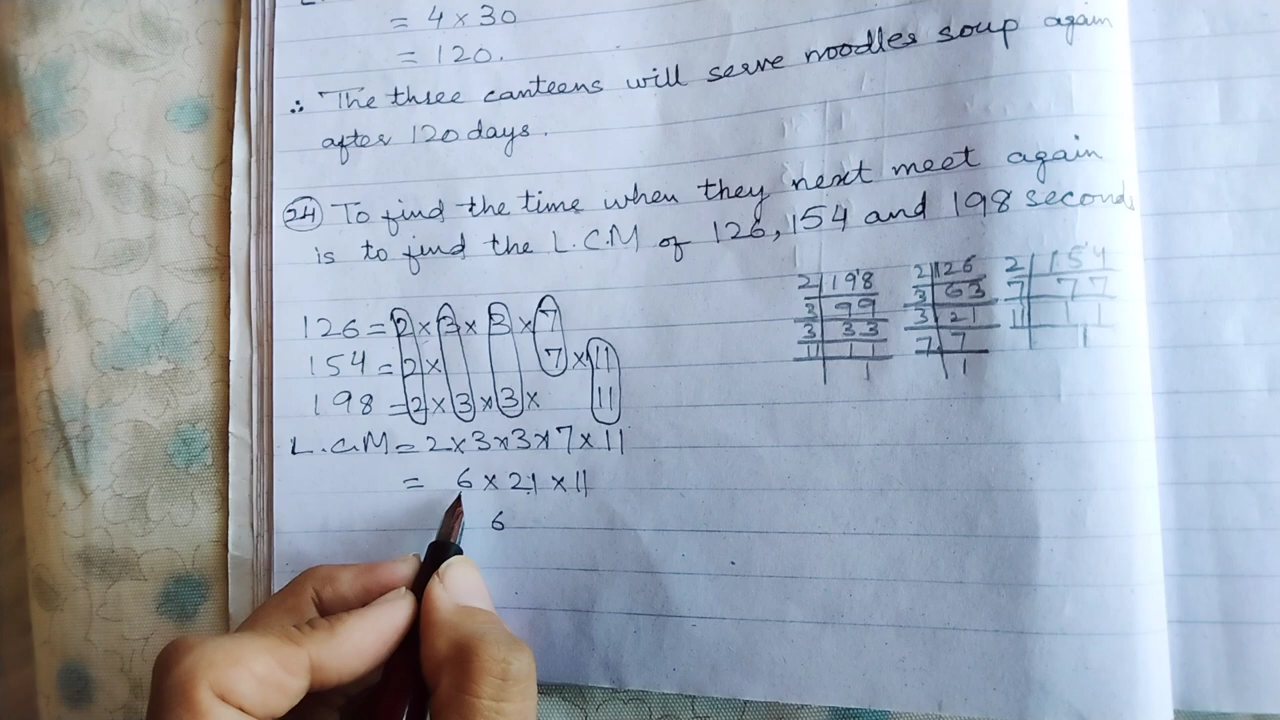 = 4 × 30
= 120.
∴ The three canteens will serve noodles soup again
after 120 days.
24 To find the time when they next meet again
is to find the L.C.M of 126, 154 and 198 seconds
2 198
3 99
3 33
11 11
1
2 126
3 63
3 21
7 7
1
2 154
7 77
11 11
1
126 = 2 × 3 × 3 × 7
154 = 2 × 7 × 11
198 = 2 × 3 × 3 × 11
L.C.M = 2 × 3 × 3 × 7 × 11
= 6 × 21 × 11
6